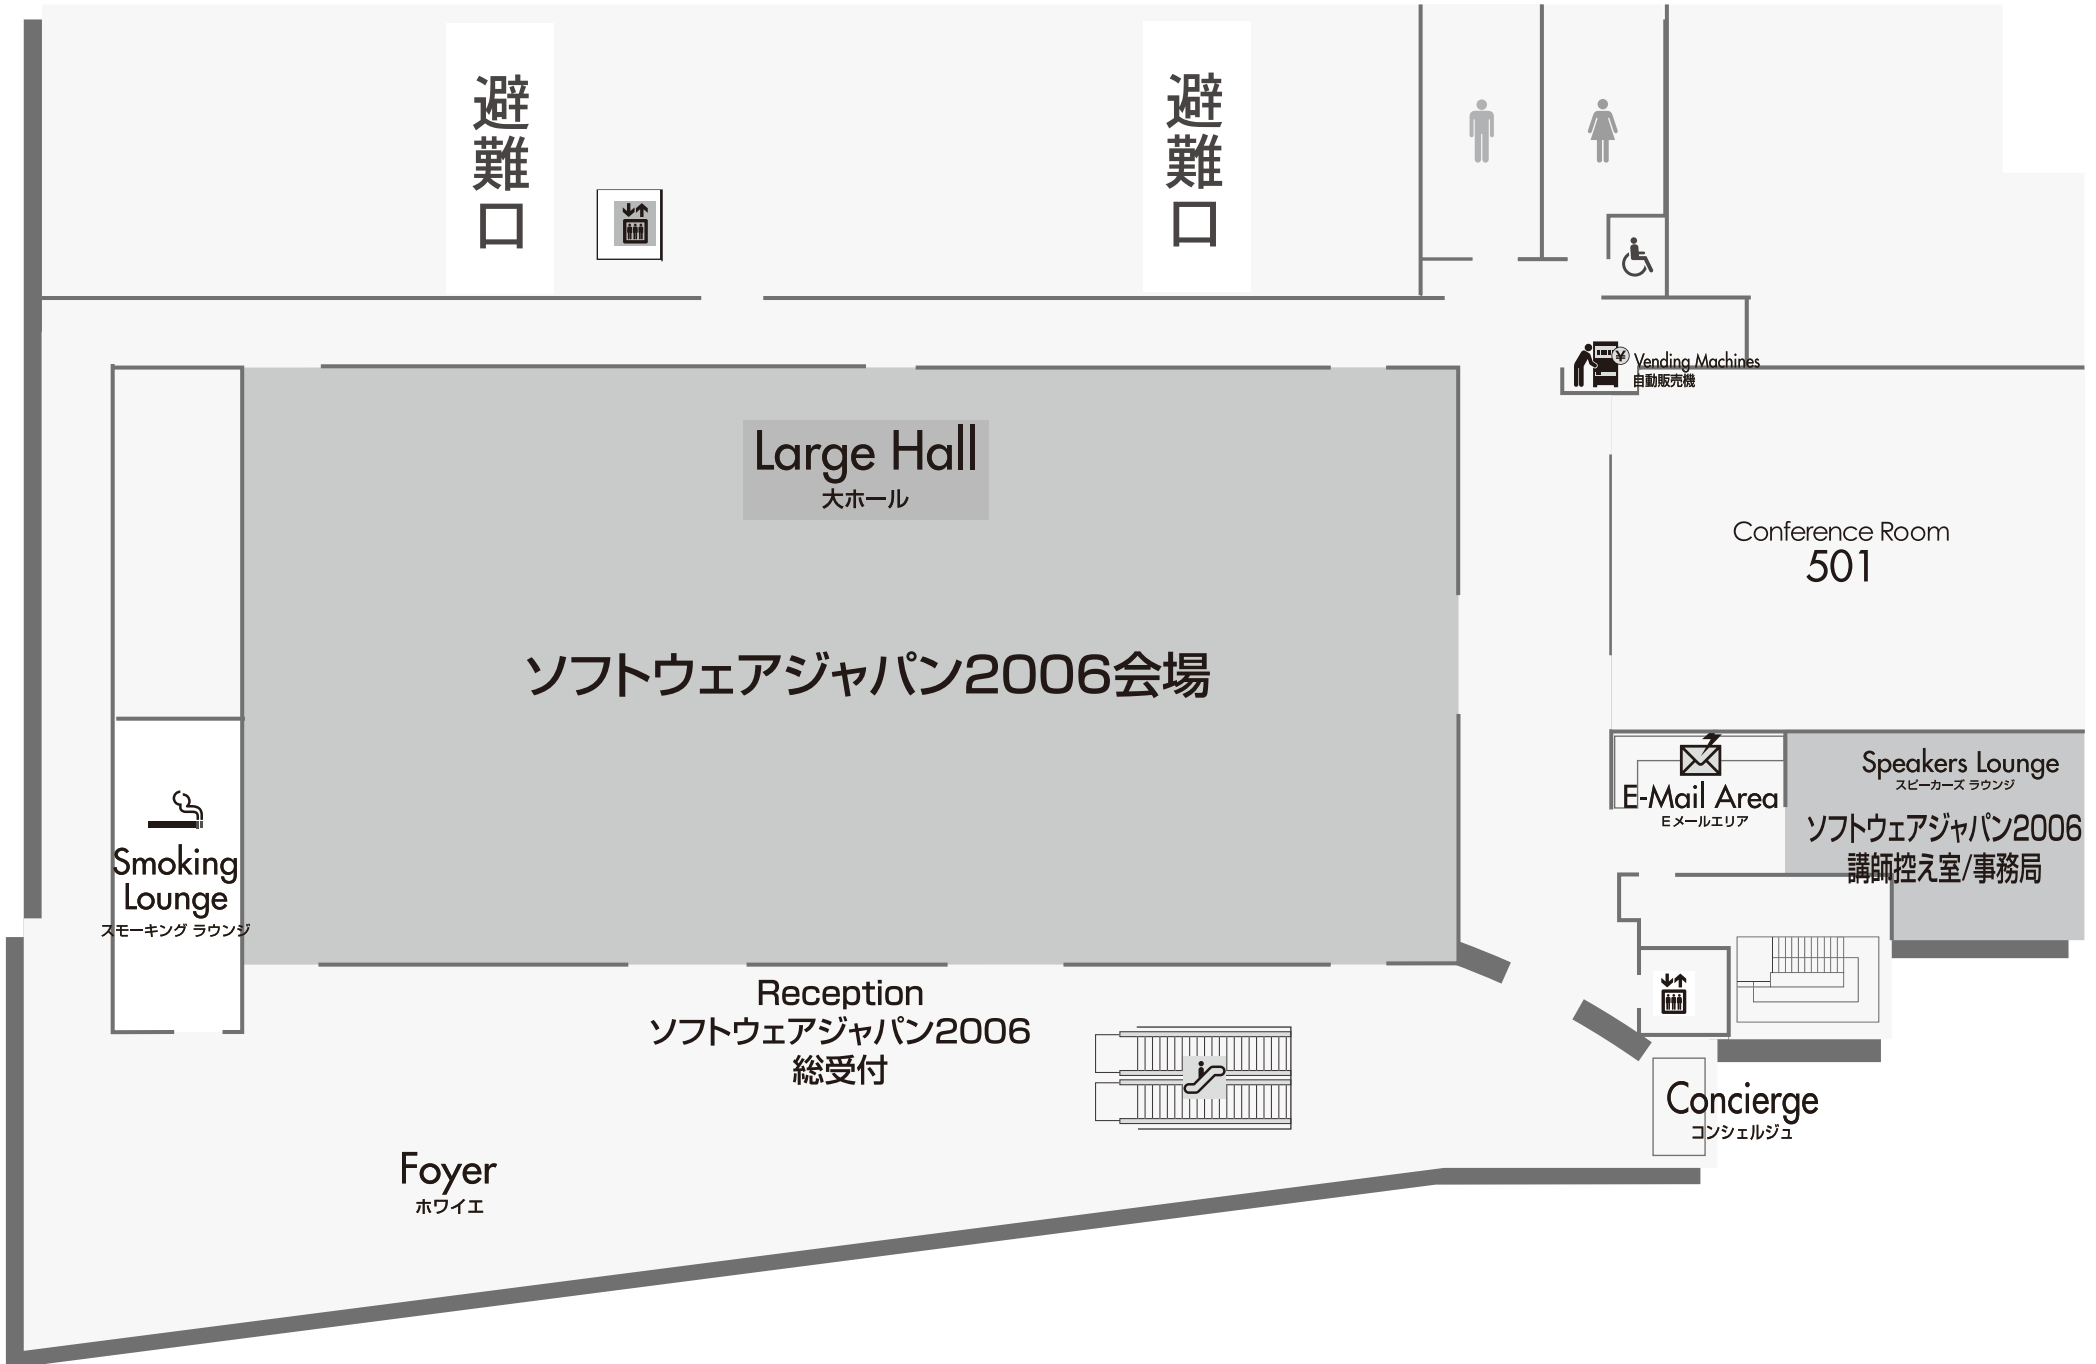 避難口
避難口
Vending Machines
自動販売機
¥
Large Hall
大ホール
Conference Room
501
ソフトウェアジャパン2006会場
Speakers Lounge
スピーカーズ ラウンジ
ソフトウェアジャパン2006
講師控え室/事務局
E-Mail Area
Eメールエリア
Smoking
Lounge
スモーキング ラウンジ
Reception
ソフトウェアジャパン2006
総受付
Concierge
コンシェルジュ
Foyer
ホワイエ